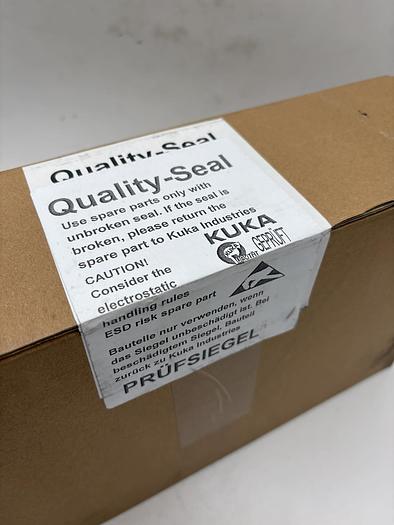 Quality-Seal
Quality-Seal
Use spare parts only with
unbroken seal. If the seal is
broken, please return the
spare part to Kuka Industries
KUKA
GEPRÜFT
CAUTION!
Consider the
electrostatic
handling rules
ESD risk spare part
Bauteile nur verwenden, wenn
das Siegel unbeschädigt ist. Bei
beschädigtem Siegel, Bauteil
zurück zu Kuka Industries
PRÜFSIEGEL